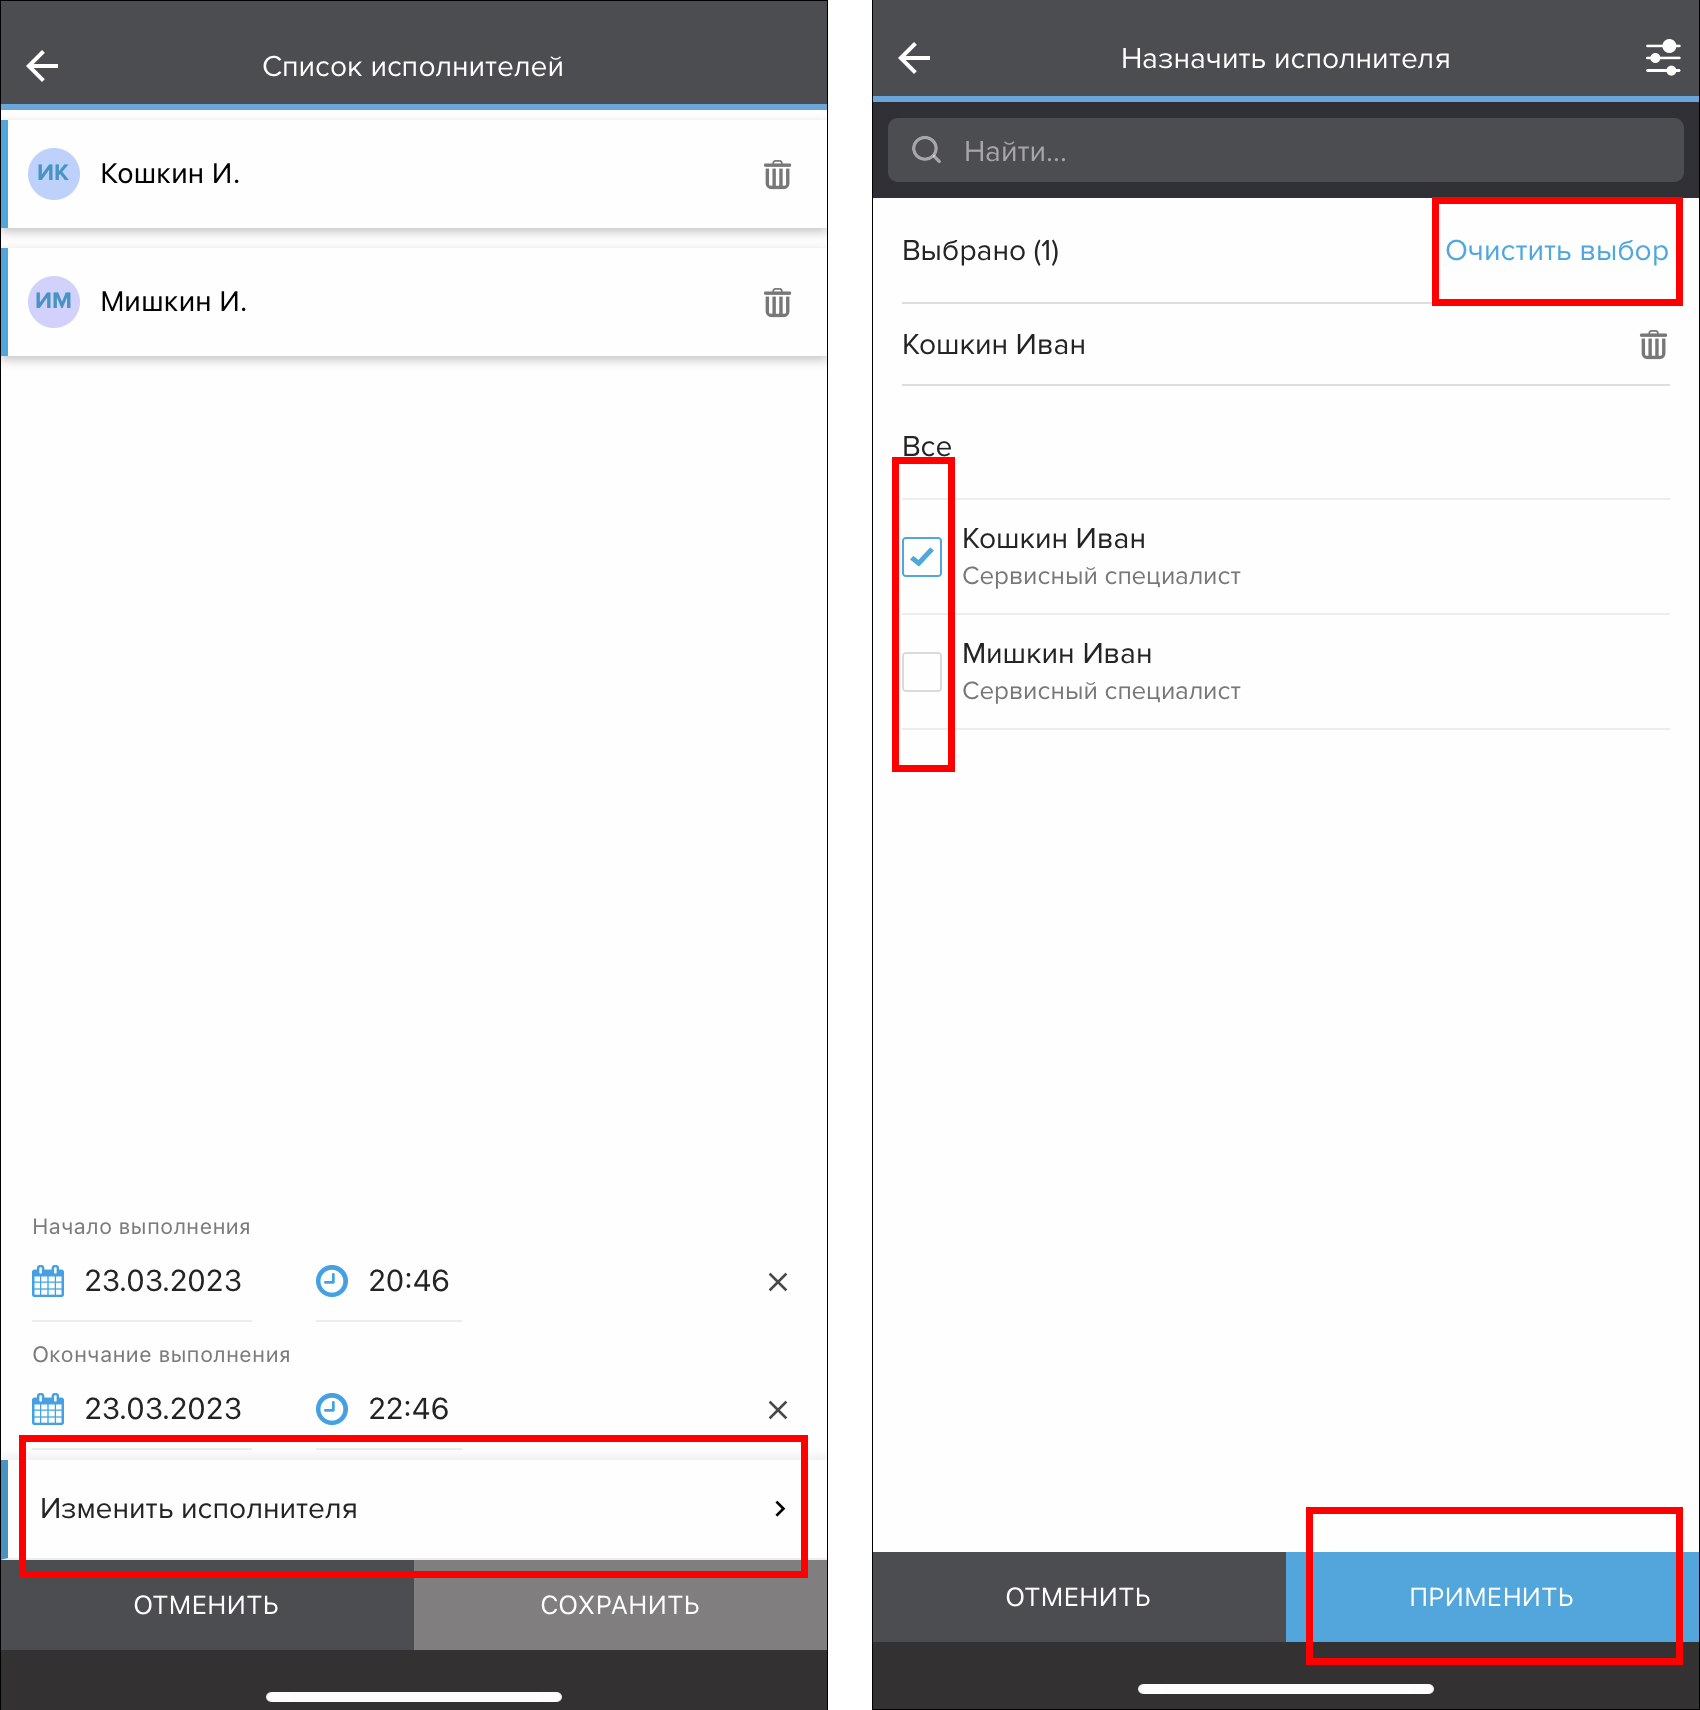 Список исполнителей
ИК
Кошкин И.
ИМ
Мишкин И.
Начало выполнения
23.03.2023 20:46
Окончание выполнения
23.03.2023 22:46
Изменить исполнителя
ОТМЕНИТЬ СОХРАНИТЬ
Назначить исполнителя
Найти...
Выбрано (1) Очистить выбор
Кошкин Иван
Все
Кошкин Иван
Сервисный специалист
Мишкин Иван
Сервисный специалист
ОТМЕНИТЬ ПРИМЕНИТЬ